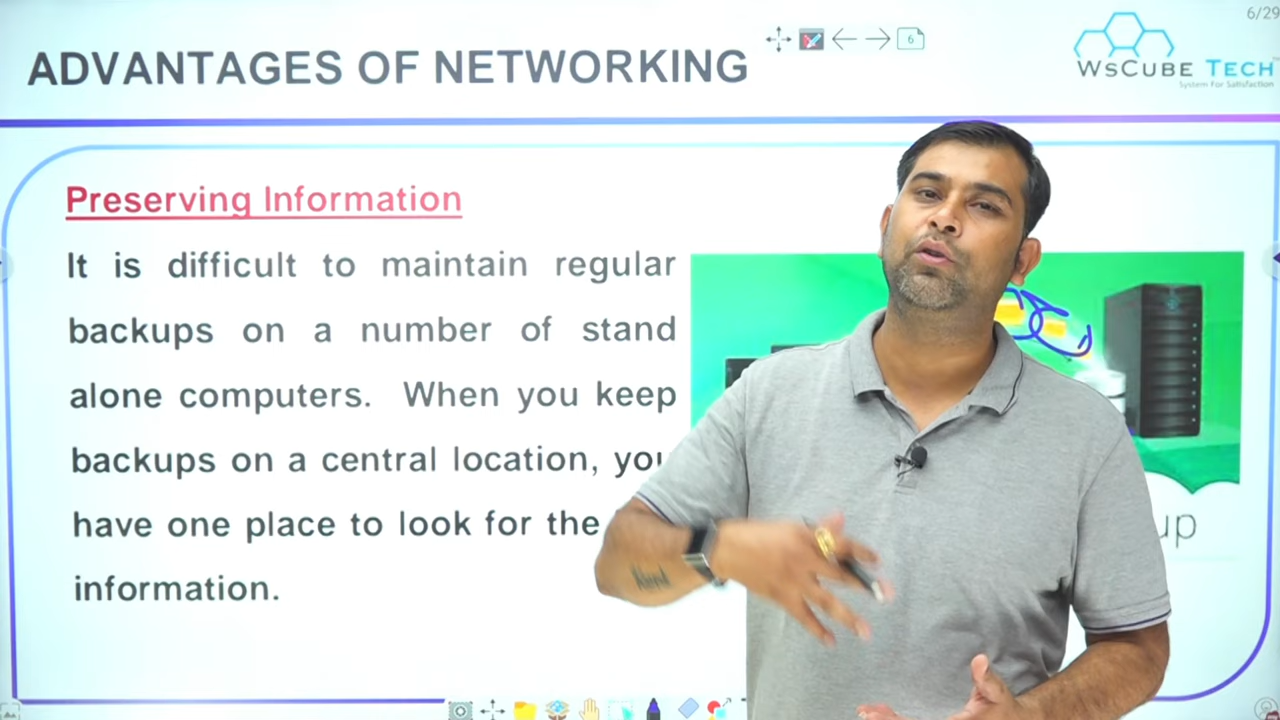 6/29
ADVANTAGES OF NETWORKING
6
WSCUBE TECH
System For Satisfaction
Preserving Information
It is difficult to maintain regular
backups on a number of stand
alone computers. When you keep
backups on a central location, you
have one place to look for the
information.
up